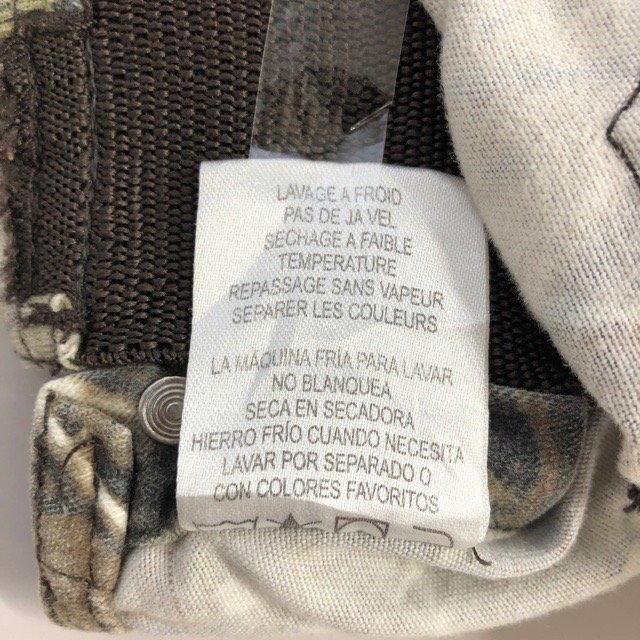 LAVAGE A FROID
PAS DE JA VEL
SECHAGE A FAIBLE
TEMPERATURE
REPASSAGE SANS VAPEUR
SEPARER LES COULEURS
LA MÁQUINA FRÍA PARA LAVAR
NO BLANQUEA
SECA EN SECADORA
HIERRO FRÍO CUANDO NECESITA
LAVAR POR SEPARADO O
CON COLORES FAVORITOS